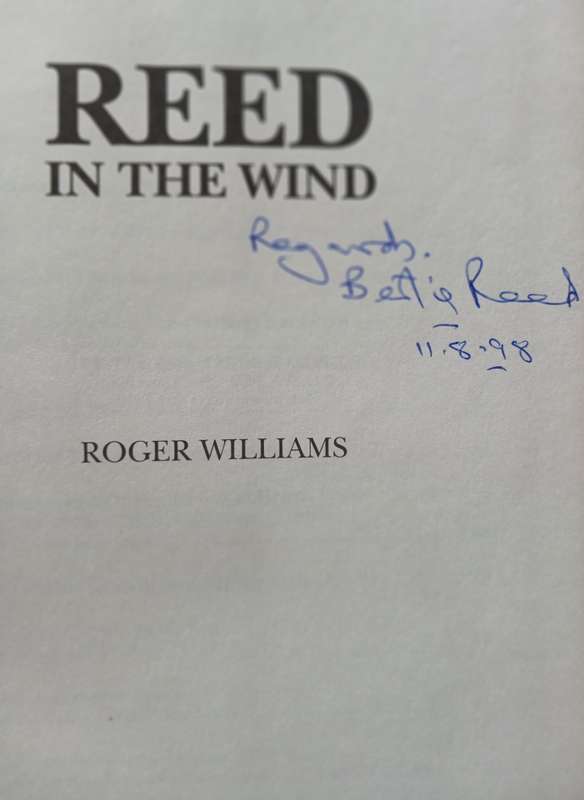 REED
IN THE WIND
Regards.
Bettie Reed
11.8.98
ROGER WILLIAMS